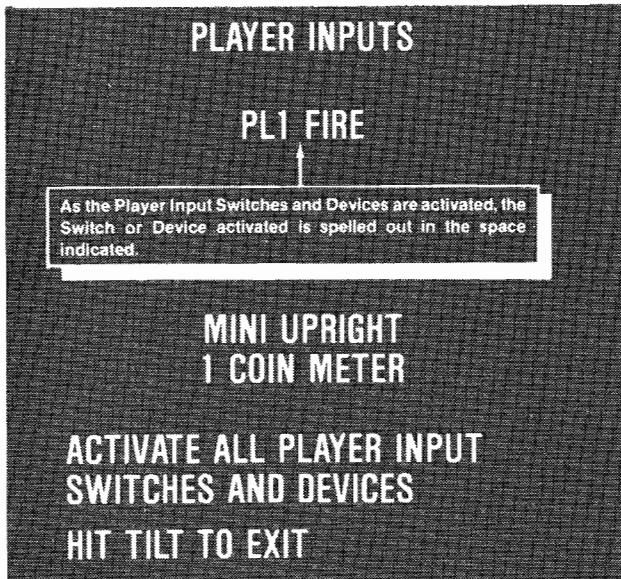 PLAYER INPUTS
PL1 FIRE
As the Player Input Switches and Devices are activated, the
Switch or Device activated is spelled out in the space
indicated.
MINI UPRIGHT
1 COIN METER
ACTIVATE ALL PLAYER INPUT
SWITCHES AND DEVICES
HIT TILT TO EXIT